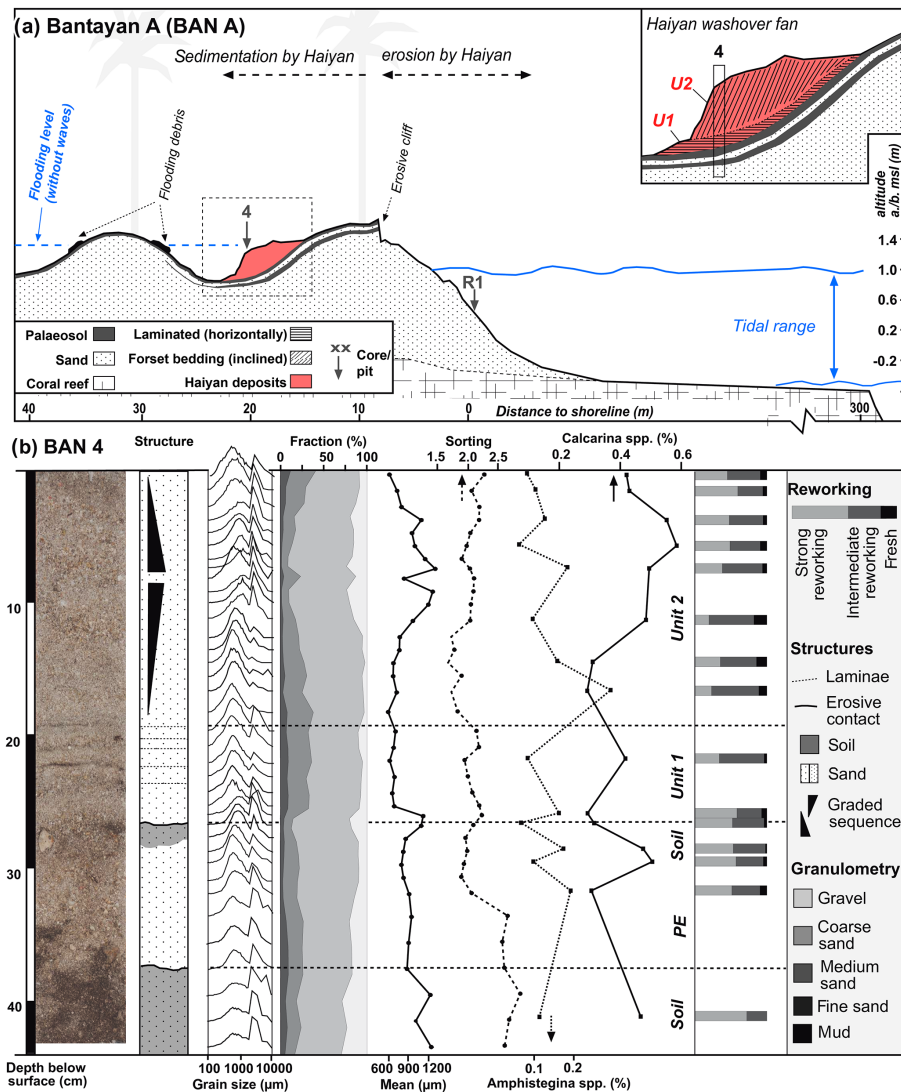 (a) Bantayan A (BAN A)
Sedimentation by Haiyan
erosion by Haiyan
Haiyan washover fan
4
U2
U1
Flooding level
(without waves)
Flooding debris
Erosive cliff
4
R1
altitude
a./b. msl (m)
1.4
1.0
0.6
0.2
-0.2
Tidal range
Palaeosol
Laminated (horizontally)
Sand
Forset bedding (inclined)
Coral reef
Haiyan deposits
xx
Core/
pit
40
30
20
10
0
Distance to shoreline (m)
300
(b) BAN 4
Structure
Fraction (%)
Sorting
Calcarina spp. (%)
0
50
100
1.5
2.0
2.5
0.2
0.4
0.6
10
20
30
40
Unit 2
Unit 1
Soil
PE
Soil
Reworking
Strong
reworking
Intermediate
reworking
Fresh
Structures
Laminae
Erosive
contact
Soil
Sand
Graded
sequence
Granulometry
Gravel
Coarse
sand
Medium
sand
Fine sand
Mud
Depth below
surface (cm)
100 1000 10000
Grain size (µm)
600 900 1200
Mean (µm)
0.1
0.2
Amphistegina spp. (%)